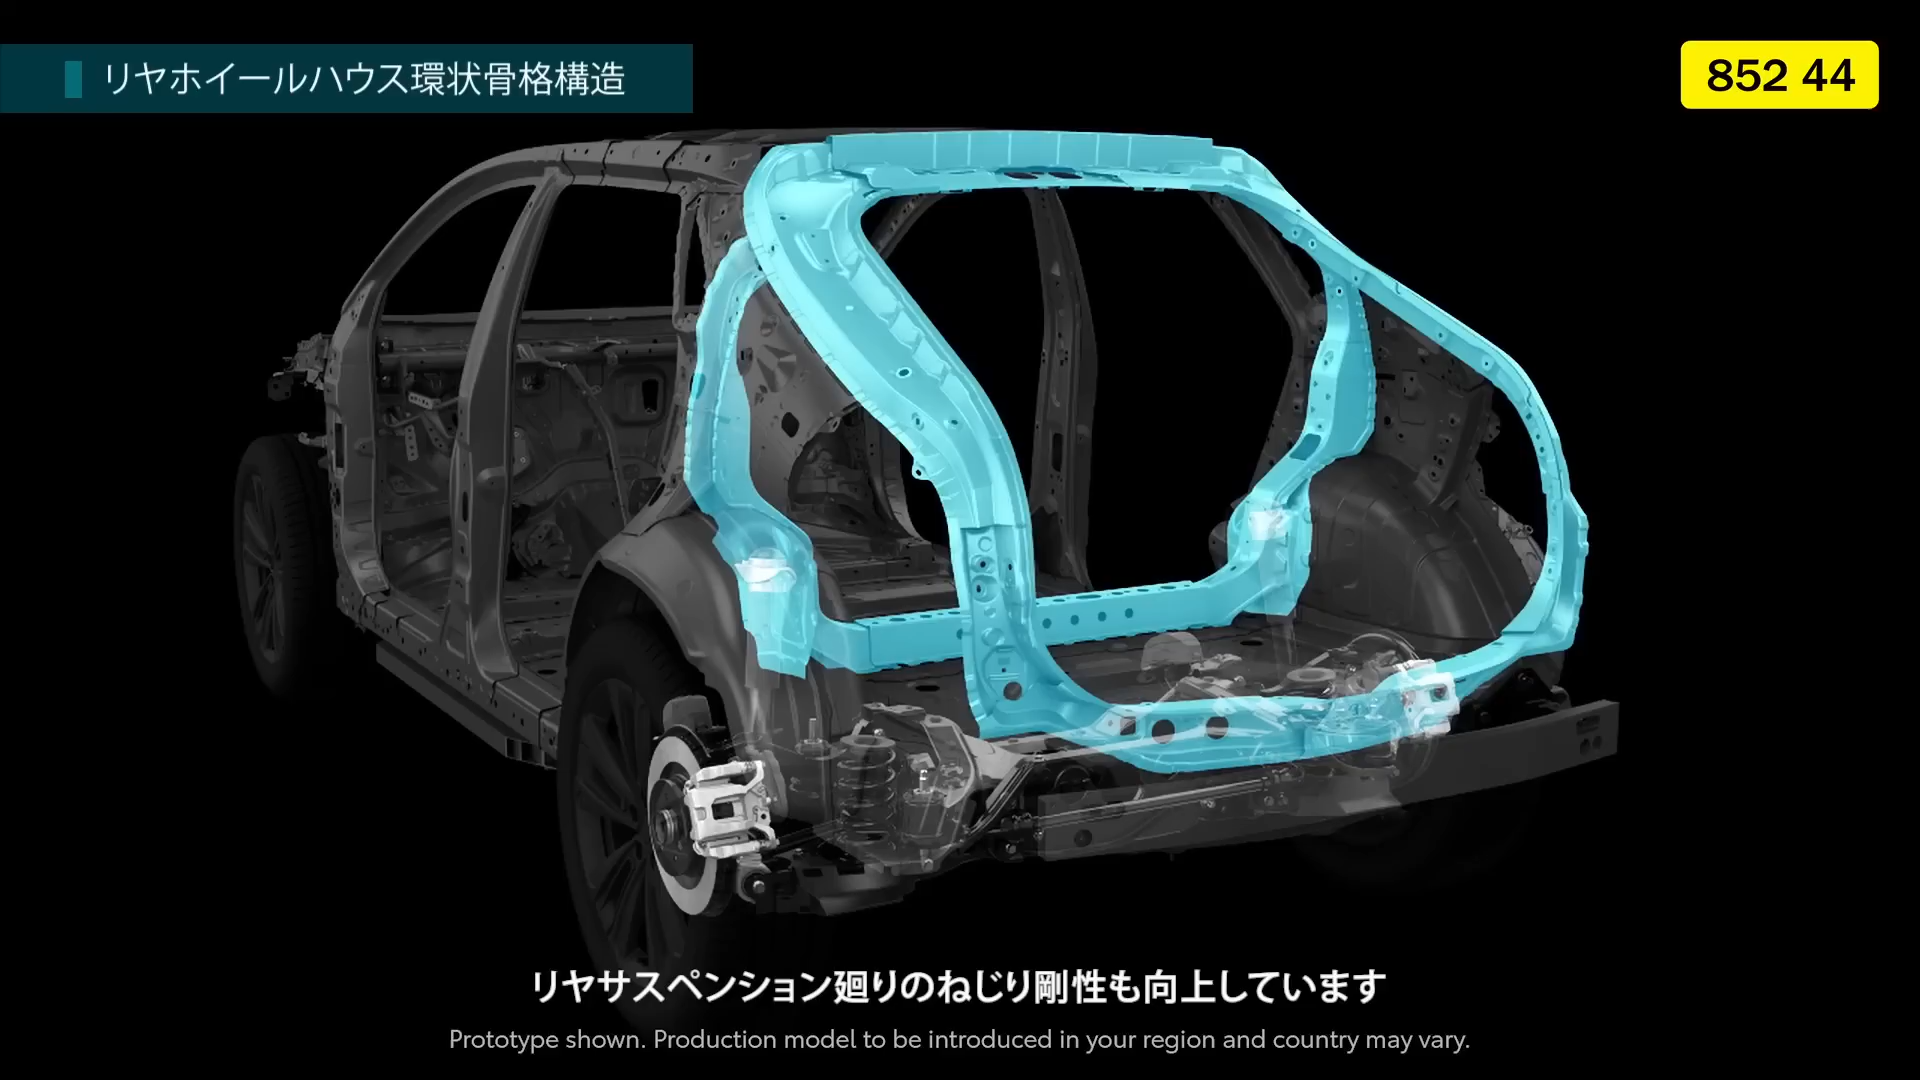 リヤホイールハウス環状骨格構造
852 44
リヤサスペンション廻りのねじり剛性も向上しています
Prototype shown. Production model to be introduced in your region and country may vary.